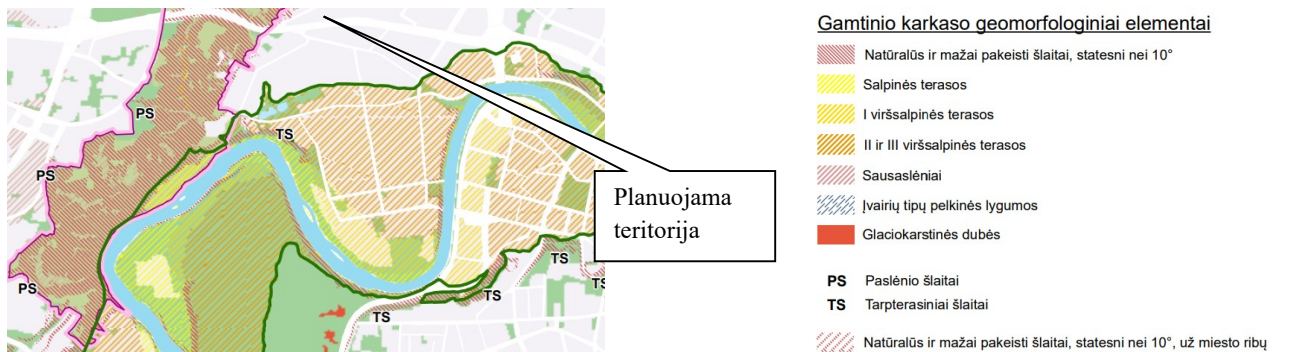 PS
TS
PS
TS
TS
TS
PS
TS
TS
Planuojama
teritorija
Gamtinio karkaso geomorfologiniai elementai
Natūralūs ir mažai pakeisti šlaitai, statesni nei 10°
Salpinės terasos
I viršsalpinės terasos
II ir III viršsalpinės terasos
Sausaslėniai
Įvairių tipų pelkinės lygumos
Glaciokarstinės dubės
PS Paslėnio šlaitai
TS Tarpterasiniai šlaitai
Natūralūs ir mažai pakeisti šlaitai, statesni nei 10°, už miesto ribų